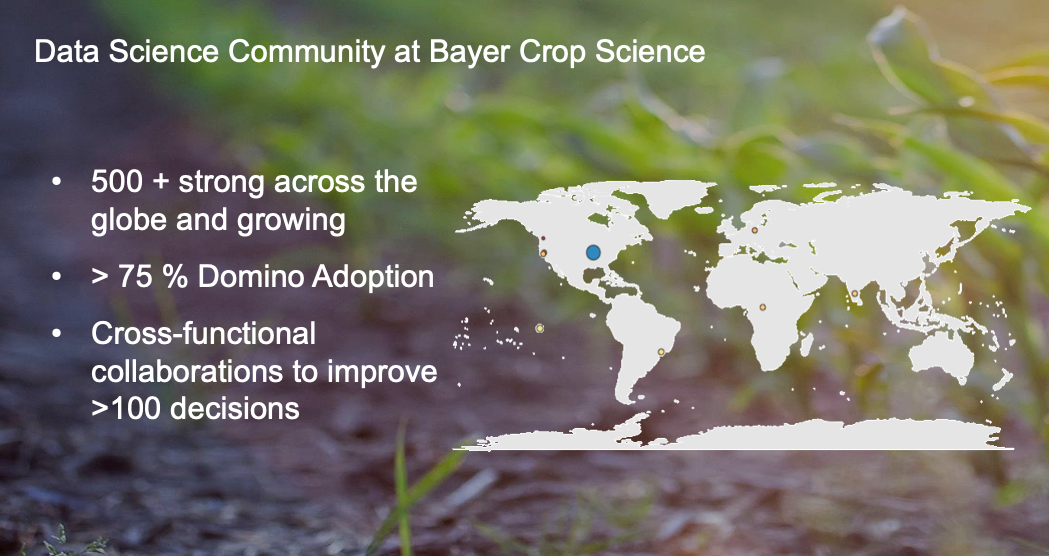 Data Science Community at Bayer Crop Science
• 500 + strong across the
globe and growing
• > 75 % Domino Adoption
• Cross-functional
collaborations to improve
>100 decisions